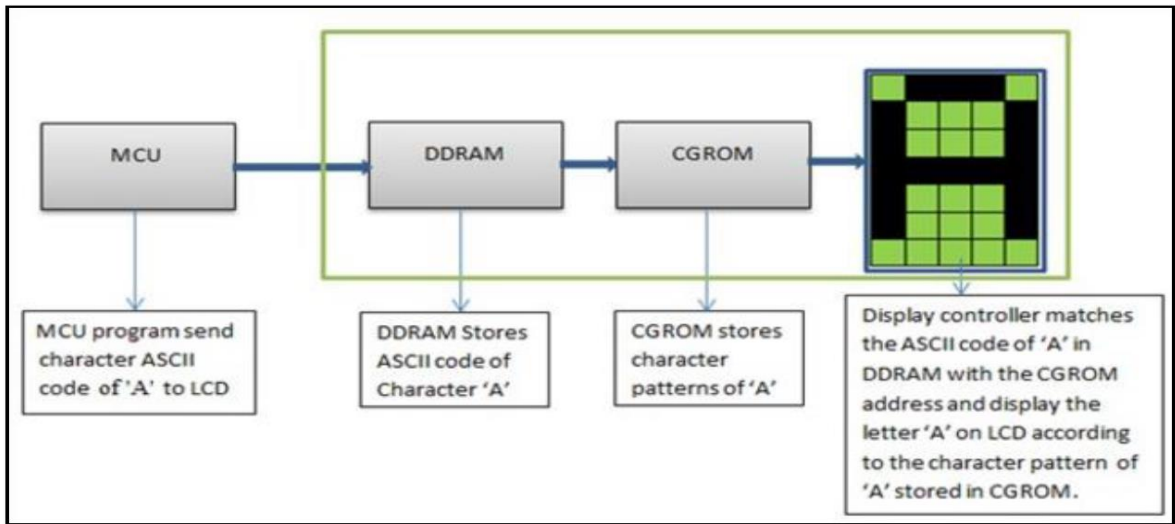 MCU
DDRAM
CGROM
MCU program send
character ASCII
code of 'A' to LCD
DDRAM Stores
ASCII code of
Character ‘A’
CGROM stores
character
patterns of ‘A’
Display controller matches
the ASCII code of ‘A’ in
DDRAM with the CGROM
address and display the
letter ‘A’ on LCD according
to the character pattern of
‘A’ stored in CGROM.